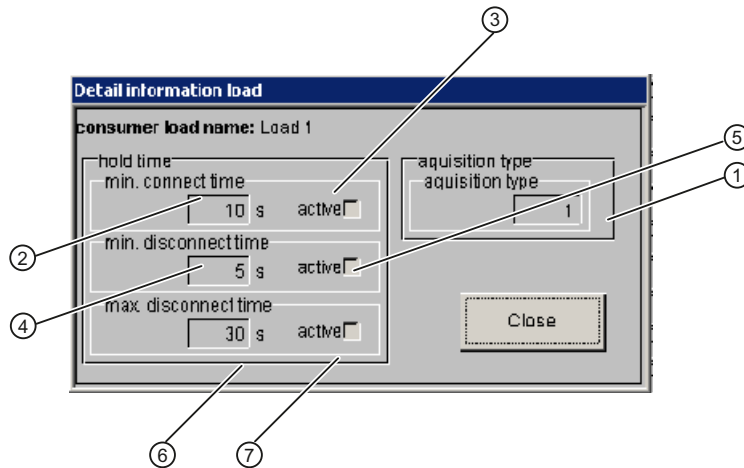 ③
Detail information load
consumer load name: Load 1
hold time
min. connect time
10 s active
min. disconnect time
5 s active
max. disconnect time
30 s active
aquisition type
aquisition type
1
Close
⑤
①
②
④
⑥
⑦